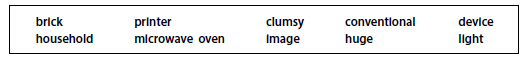 brick printer clumsy conventional device
household microwave oven image huge light